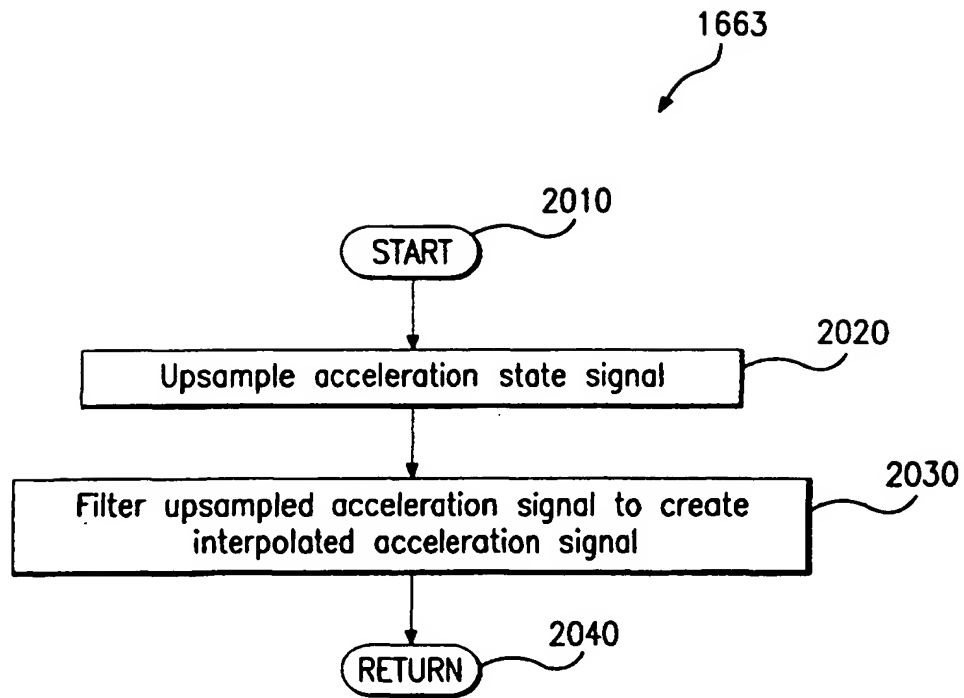 1663
2010
START
2020
Upsample acceleration state signal
2030
Filter upsampled acceleration signal to create
interpolated acceleration signal
2040
RETURN